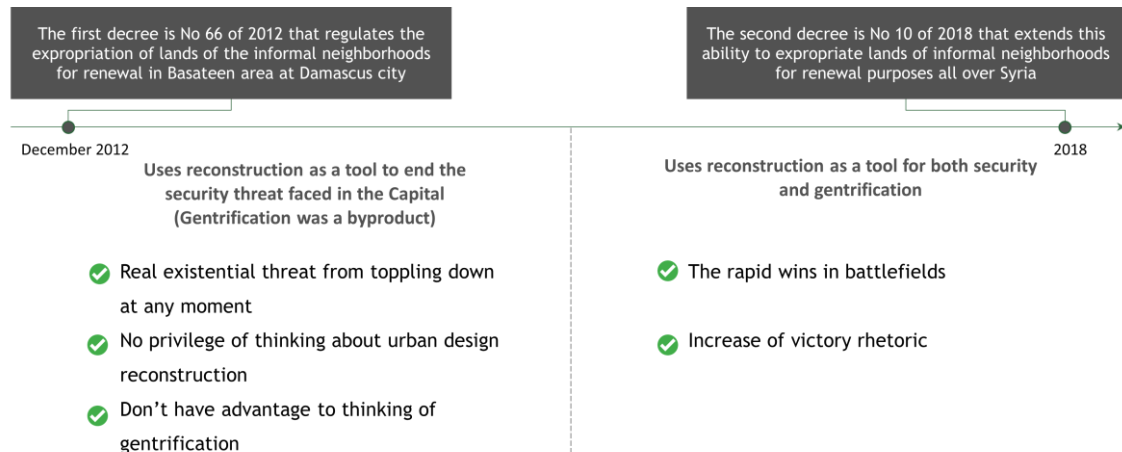 The first decree is No 66 of 2012 that regulates the
expropriation of lands of the informal neighborhoods
for renewal in Basateen area at Damascus city
The second decree is No 10 of 2018 that extends this
ability to expropriate lands of informal neighborhoods
for renewal purposes all over Syria
December 2012
2018
Uses reconstruction as a tool to end the
security threat faced in the Capital
(Gentrification was a byproduct)
Real existential threat from toppling down
at any moment
No privilege of thinking about urban design
reconstruction
Don’t have advantage to thinking of
gentrification
Uses reconstruction as a tool for both security
and gentrification
The rapid wins in battlefields
Increase of victory rhetoric